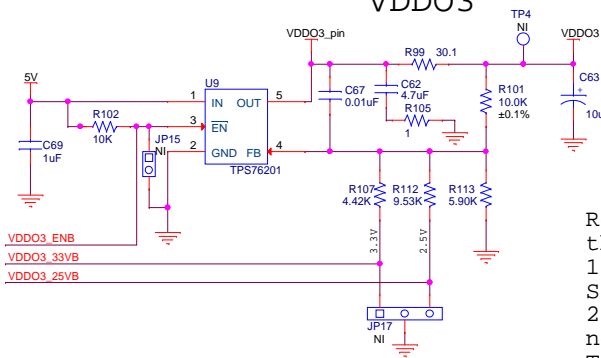 VDDO3
TP4
NI
VDDO3_pin
VDDO3
R99 30.1
5V
U9
1 IN OUT 5
C67
0.01uF
C62
4.7uF
R101
10.0K
±0.1%
C63
+
10u
R102
10K
3 EN
R105
1
C69
1uF
JP15
NI
2 GND FB 4
TPS76201
R107
4.42K
R112
9.53K
R113
5.90K
3.3V
2.5V
VDDO3_ENB
VDDO3_33VB
VDDO3_25VB
JP17
NI
R
1
S
2
n